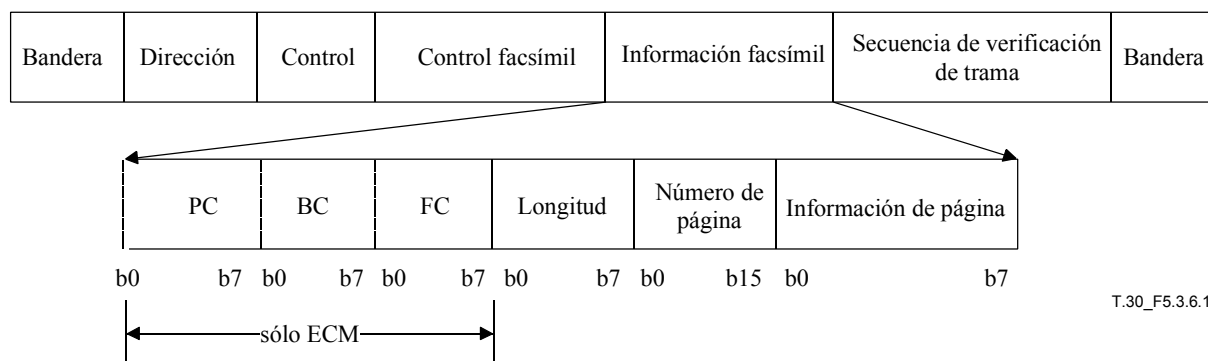 Bandera Dirección Control Control facsímil Información facsímil Secuencia de verificación de trama Bandera
PC BC FC Longitud Número de página Información de página
b0 b7 b0 b7 b0 b7 b0 b7 b0 b15 b0 b7
T.30_F5.3.6.1
sólo ECM